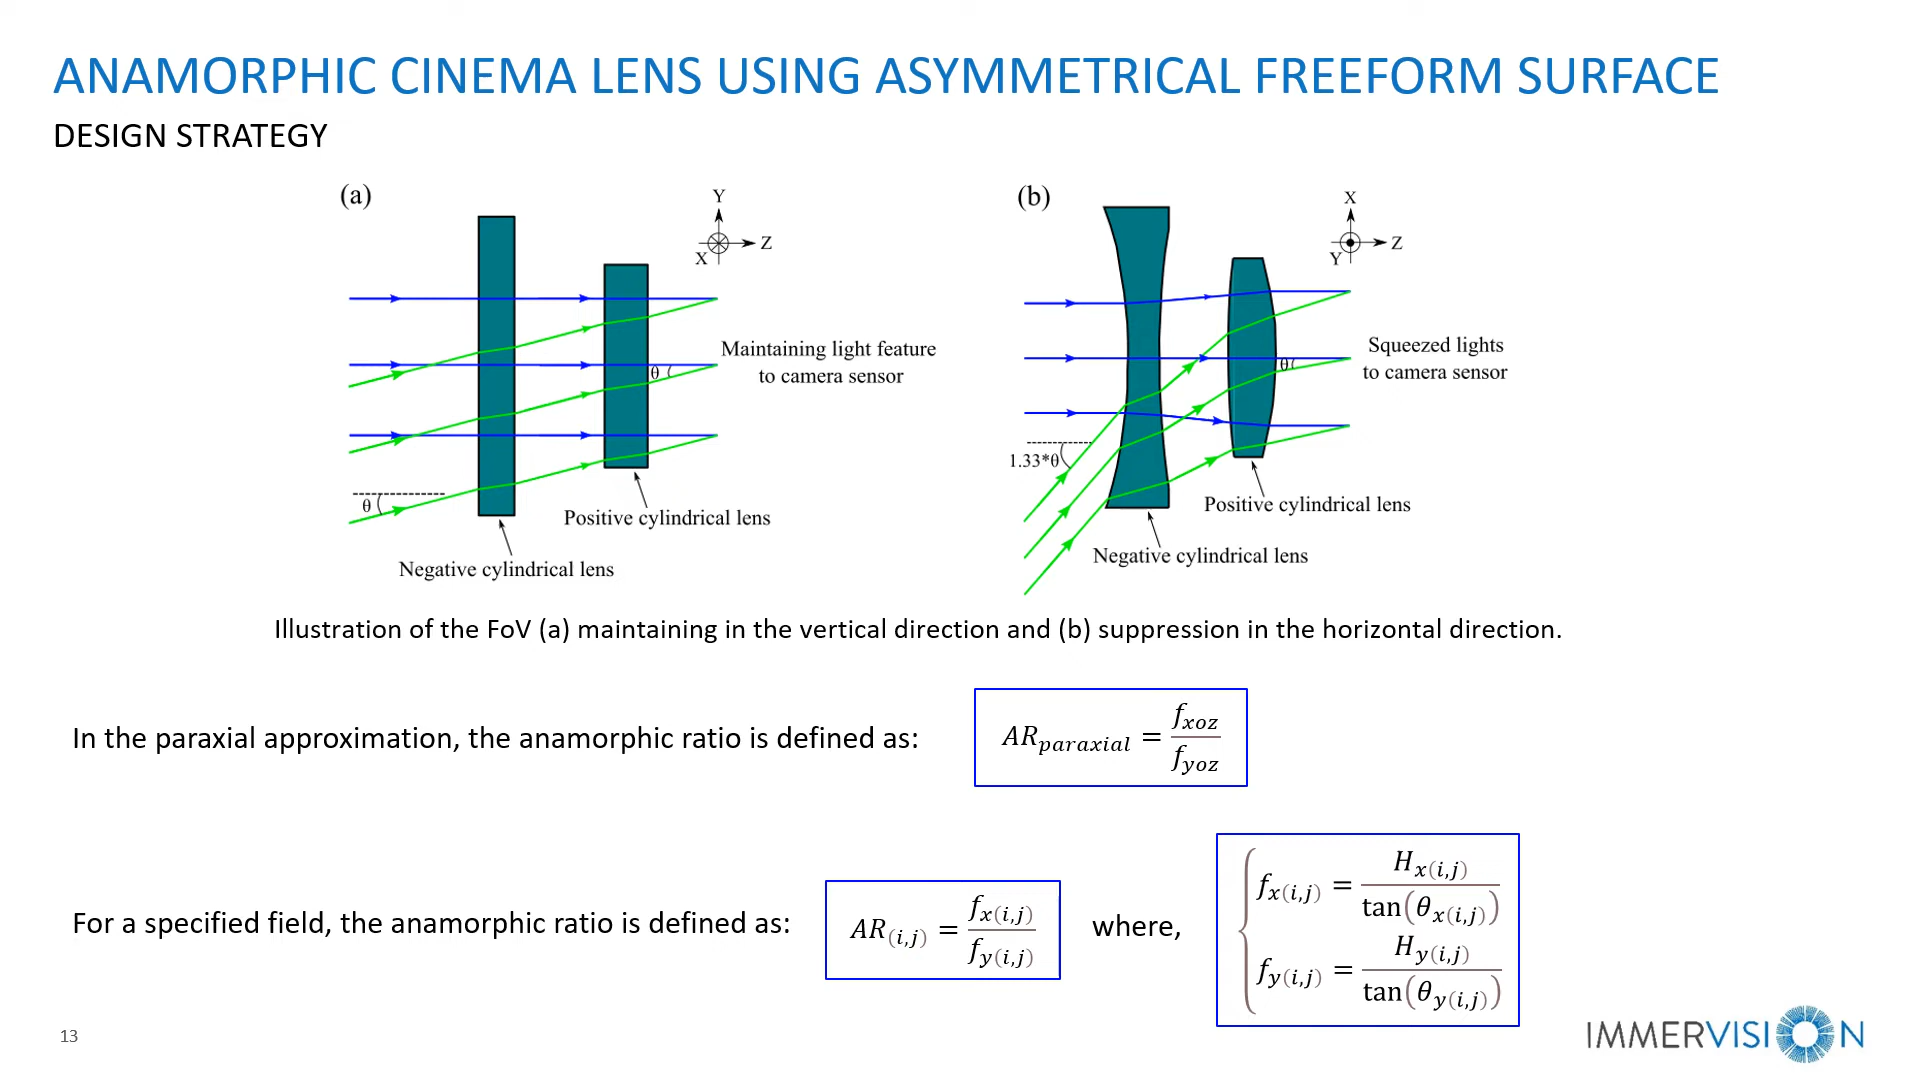 ANAMORPHIC CINEMA LENS USING ASYMMETRICAL FREEFORM SURFACE
DESIGN STRATEGY
(a)
Y
Z
X
Maintaining light feature
to camera sensor
θ
θ
Positive cylindrical lens
Negative cylindrical lens
(b)
X
Z
Y
Squeezed lights
to camera sensor
θ
1.33*θ
Positive cylindrical lens
Negative cylindrical lens
Illustration of the FoV (a) maintaining in the vertical direction and (b) suppression in the horizontal direction.
In the paraxial approximation, the anamorphic ratio is defined as:
AR_paraxial = f_xoz / f_yoz
For a specified field, the anamorphic ratio is defined as:
AR_(i,j) = f_x(i,j) / f_y(i,j)
where,
f_x(i,j) = H_x(i,j) / tan(θ_x(i,j))
f_y(i,j) = H_y(i,j) / tan(θ_y(i,j))
13
IMMERVISION